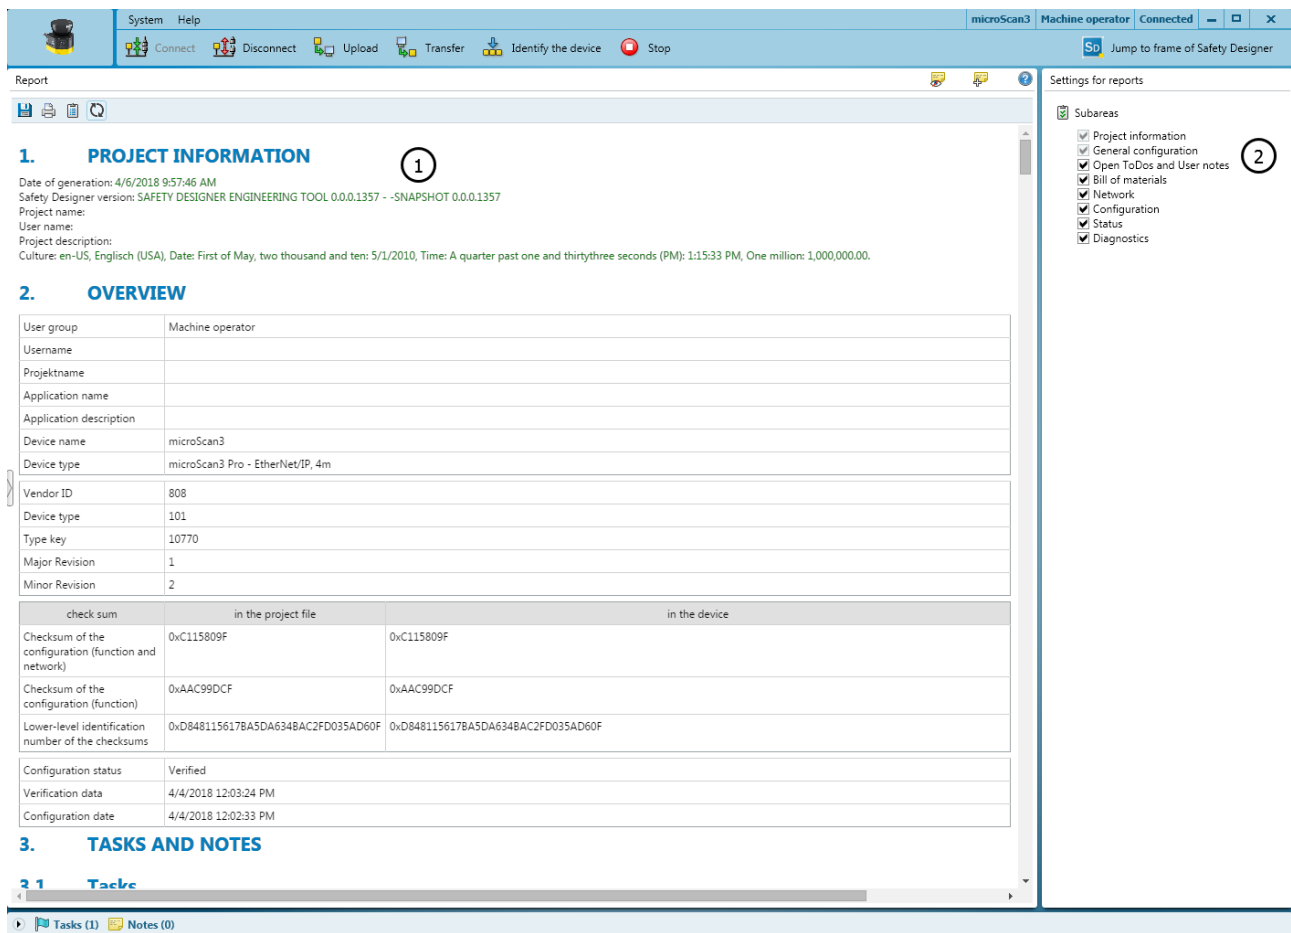 System Help
microScan3 Machine operator Connected
Connect Disconnect Upload Transfer Identify the device Stop
SD Jump to frame of Safety Designer
Report
Settings for reports
Subareas
Project information
General configuration
Open ToDos and User notes
Bill of materials
Network
Configuration
Status
Diagnostics
2
1. PROJECT INFORMATION
1
Date of generation: 4/6/2018 9:57:46 AM
Safety Designer version: SAFETY DESIGNER ENGINEERING TOOL 0.0.0.1357 - -SNAPSHOT 0.0.0.1357
Project name:
User name:
Project description:
Culture: en-US, Englisch (USA), Date: First of May, two thousand and ten: 5/1/2010, Time: A quarter past one and thirtythree seconds (PM): 1:15:33 PM, One million: 1,000,000.00.
2. OVERVIEW
User group Machine operator
Username
Projektname
Application name
Application description
Device name microScan3
Device type microScan3 Pro - EtherNet/IP, 4m
Vendor ID 808
Device type 101
Type key 10770
Major Revision 1
Minor Revision 2
check sum in the project file in the device
Checksum of the 0xC115809F 0xC115809F
configuration (function and
network)
Checksum of the 0xAAC99DCF 0xAAC99DCF
configuration (function)
Lower-level identification 0xD848115617BA5DA634BAC2FD035AD60F 0xD848115617BA5DA634BAC2FD035AD60F
number of the checksums
Configuration status Verified
Verification data 4/4/2018 12:03:24 PM
Configuration date 4/4/2018 12:02:33 PM
3. TASKS AND NOTES
3.1 Tasks
Tasks (1) Notes (0)